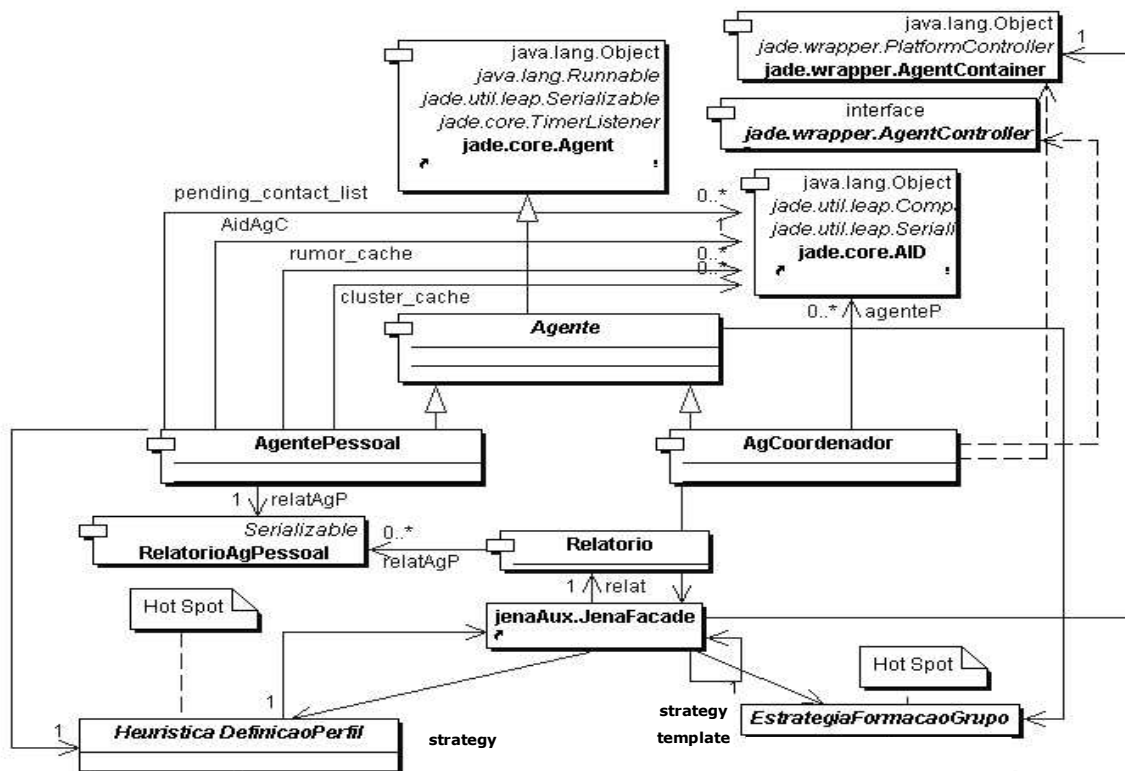 java.lang.Object
jade.wrapper.PlatformController
jade.wrapper.AgentContainer
1
java.lang.Object
java.lang.Runnable
jade.util.leap.Serializable
jade.core.TimerListener
jade.core.Agent
interface
jade.wrapper.AgentController
pending_contact_list
0..*
AidAgC
1
rumor_cache
0..*
0..*
cluster_cache
java.lang.Object
jade.util.leap.Compa
jade.util.leap.Seriali
jade.core.AID
0..*
agenteP
Agente
AgentePessoal
AgCoordenador
1
relatAgP
Serializable
RelatorioAgPessoal
0..*
relatAgP
Relatorio
1
relat
Hot Spot
jenaAux.JenaFacade
Hot Spot
1
1
1
strategy
template
Heuristica DefinicaoPerfil
strategy
EstrategiaFormacaoGrupo